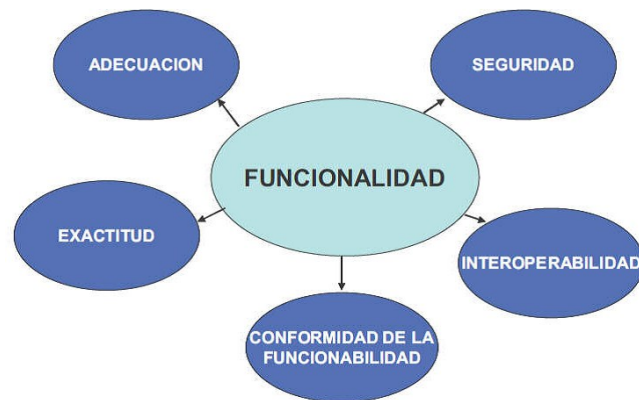 ADECUACION
SEGURIDAD
FUNCIONALIDAD
EXACTITUD
INTEROPERABILIDAD
CONFORMIDAD DE LA
FUNCIONABILIDAD